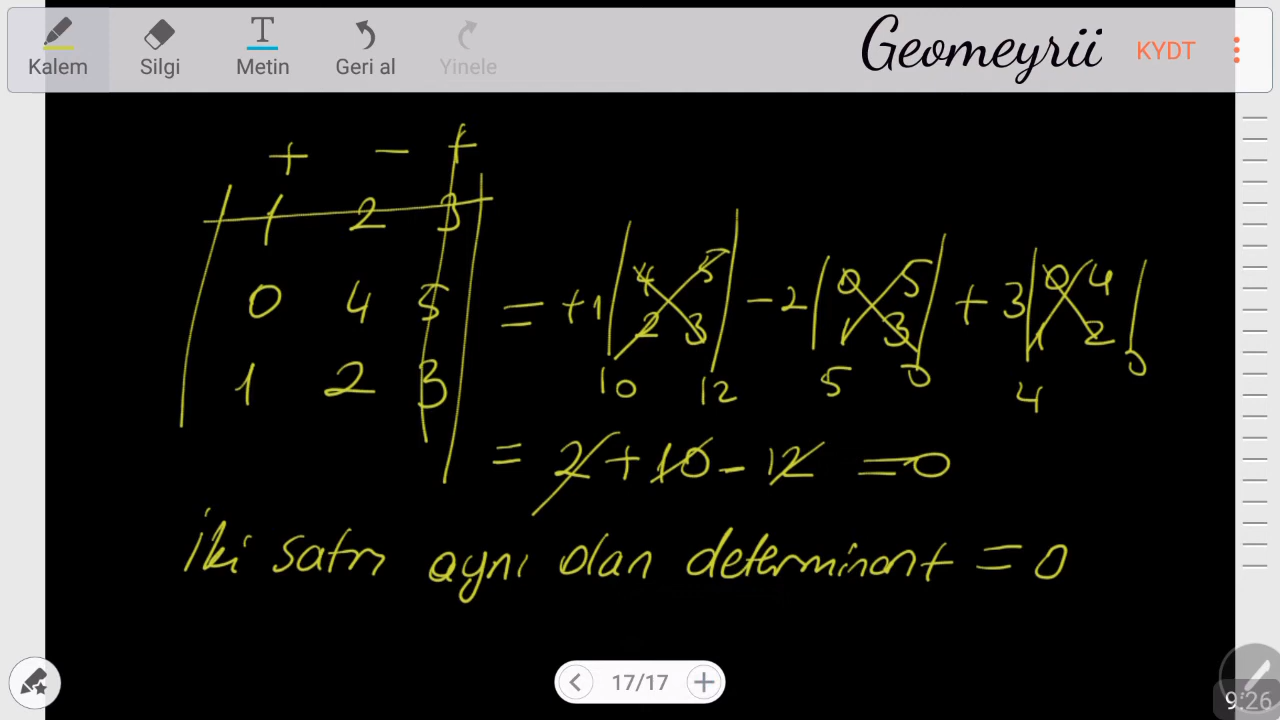 Kalem Silgi Metin Geri al Yinele Geomeyrii KYDT
+ − +
1 2 3
0 4 5 = +1 |4 5| − 2 |0 5| + 3 |0 4|
|2 3| |1 3| |1 2|
1 2 3 10 12 5 0 4 0
= 2 + 10 − 12 = 0
İki satır aynı olan determinant = 0
17/17
9:26